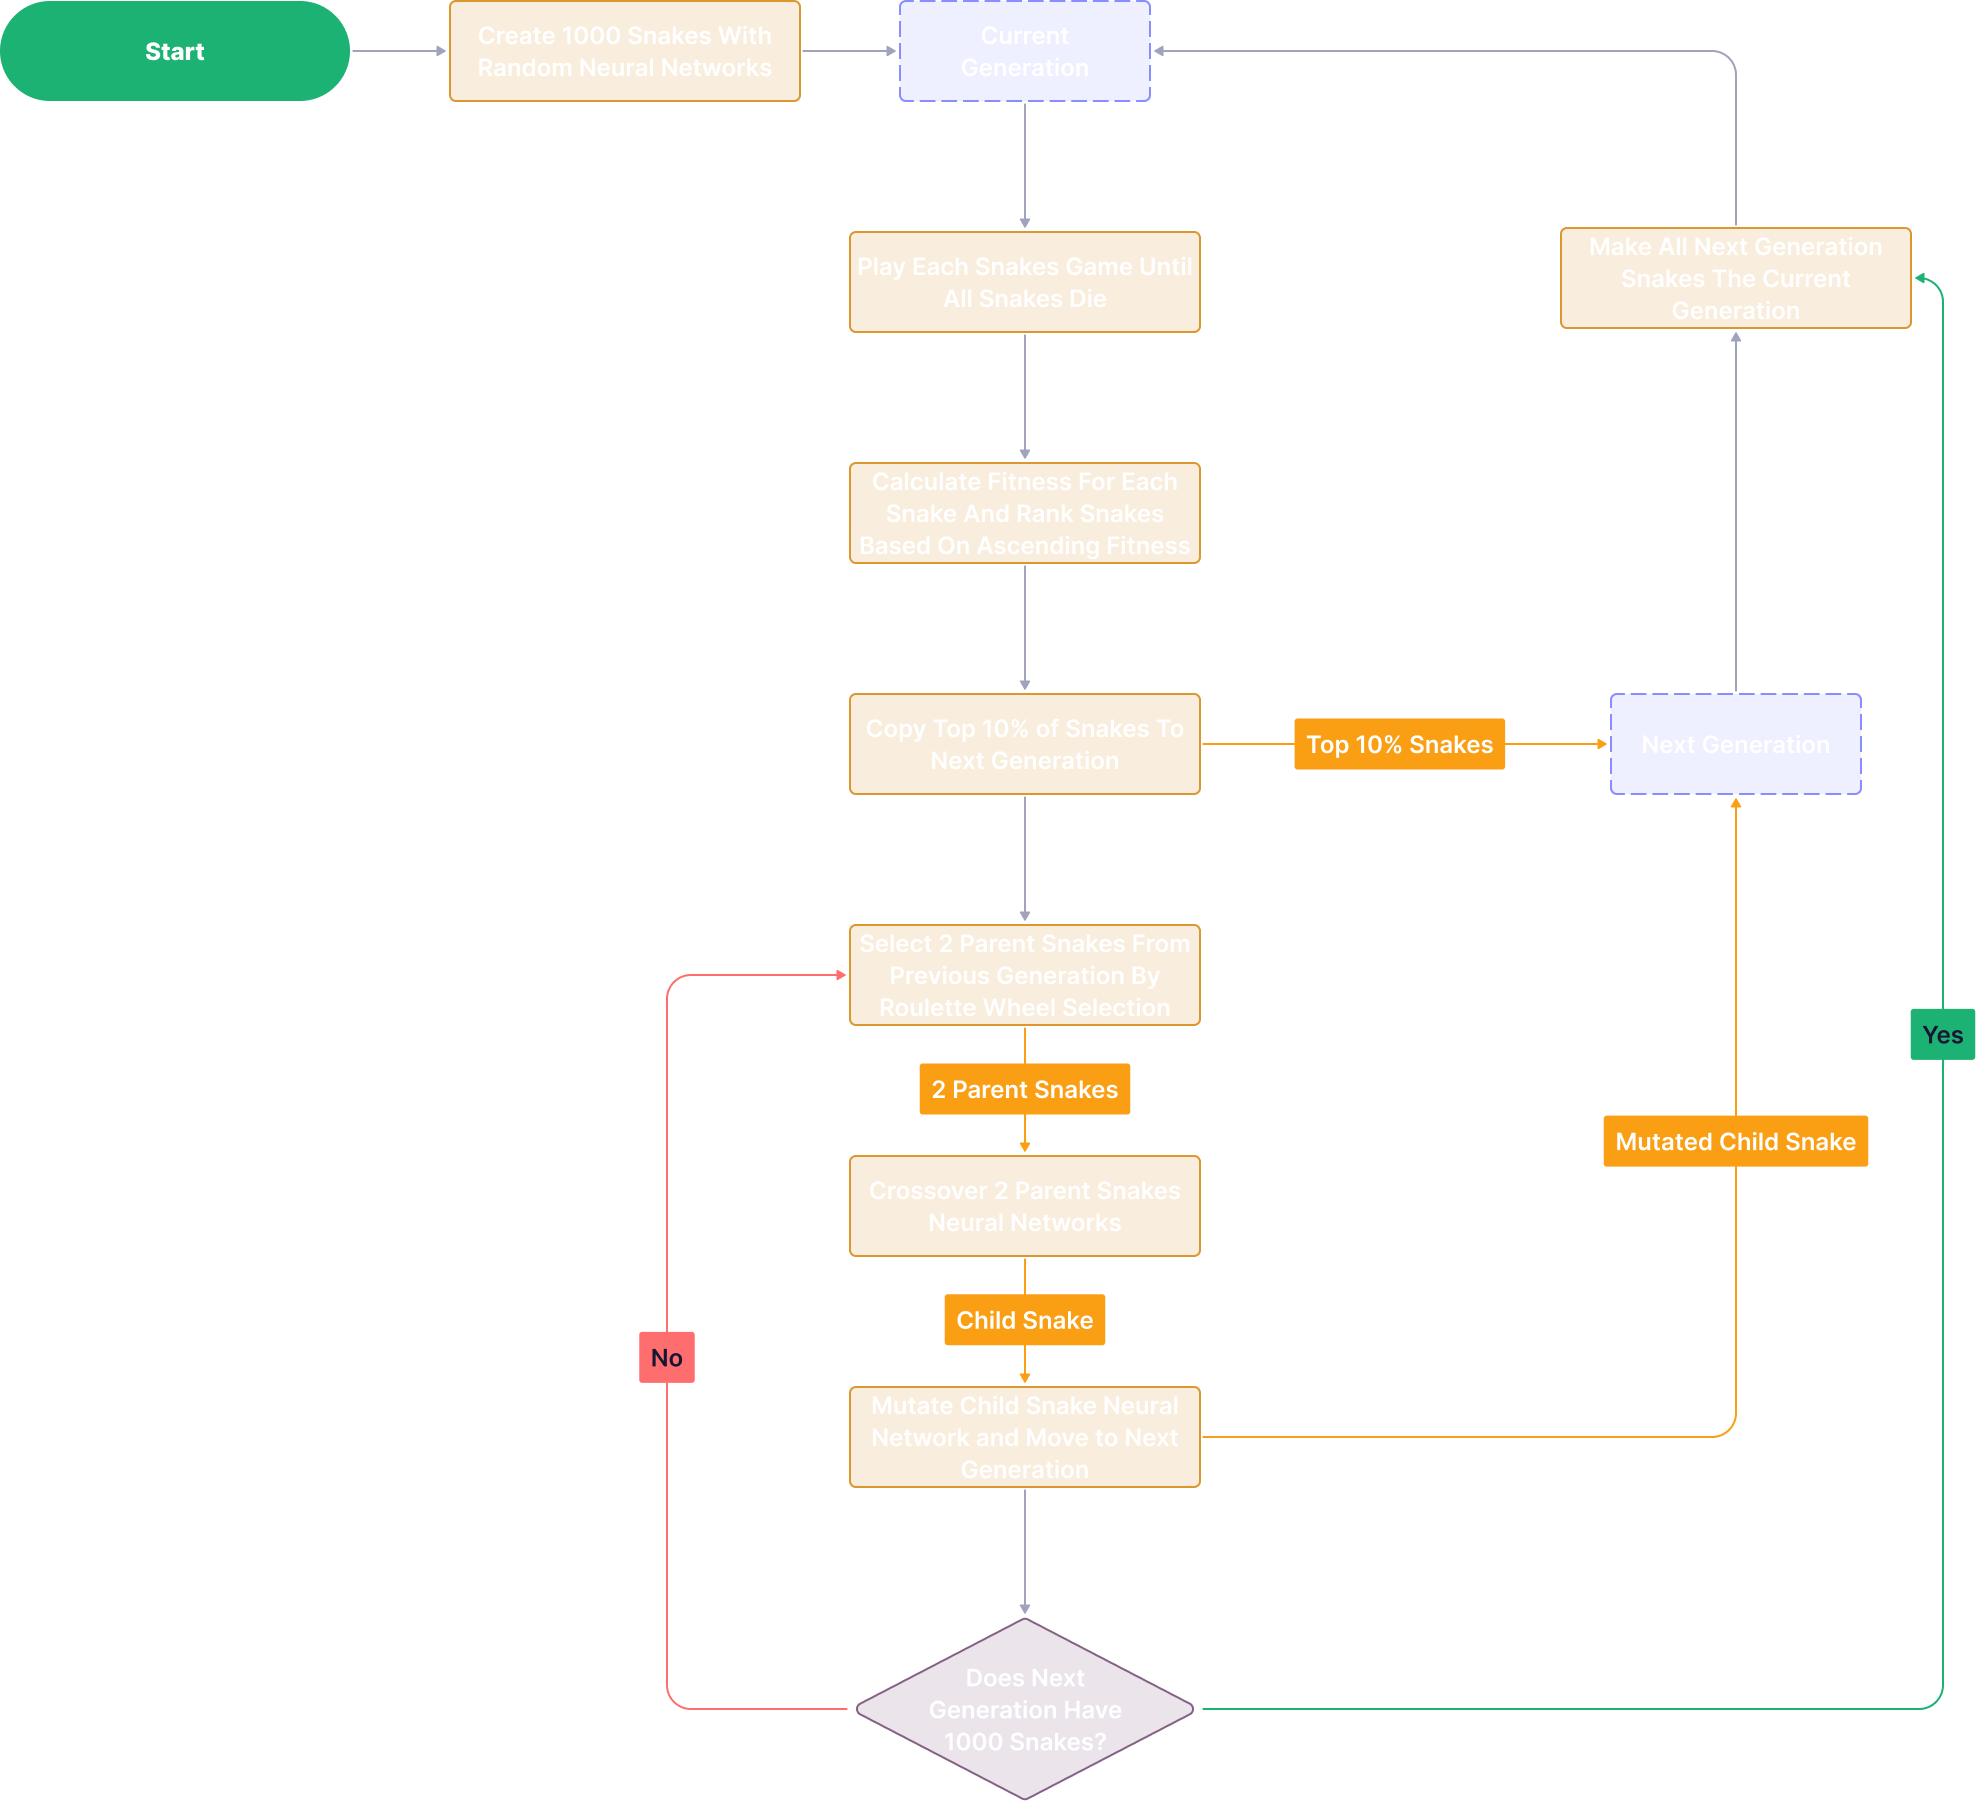 Start
Create 1000 Snakes With
Random Neural Networks
Current
Generation
Play Each Snakes Game Until
All Snakes Die
Make All Next Generation
Snakes The Current
Generation
Calculate Fitness For Each
Snake And Rank Snakes
Based On Ascending Fitness
Copy Top 10% of Snakes To
Next Generation
Top 10% Snakes
Next Generation
Select 2 Parent Snakes From
Previous Generation By
Roulette Wheel Selection
Yes
2 Parent Snakes
Mutated Child Snake
Crossover 2 Parent Snakes
Neural Networks
Child Snake
No
Mutate Child Snake Neural
Network and Move to Next
Generation
Does Next
Generation Have
1000 Snakes?